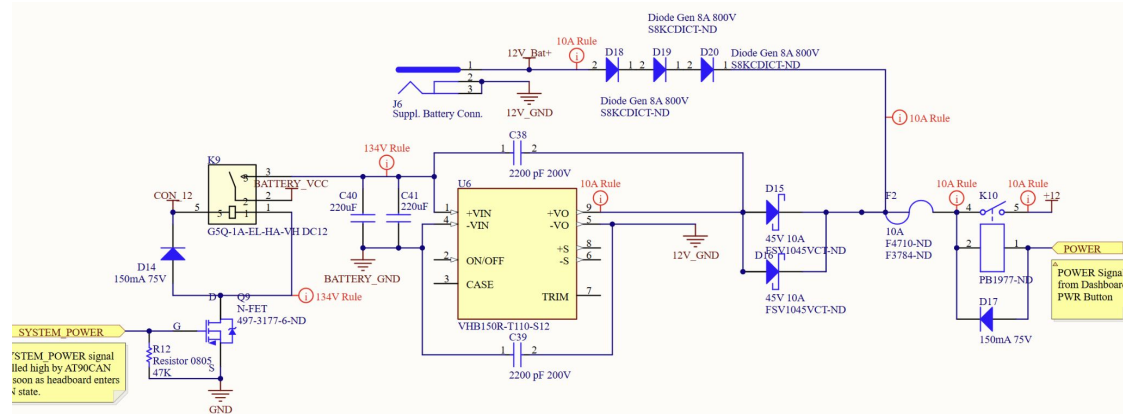 Diode Gen 8A 800V
S8KCDICT-ND
10A Rule
12V_Bat+
D18
D19
D20
Diode Gen 8A 800V
S8KCDICT-ND
1
2
1 2
1 2
1
2
3
J6
Suppl. Battery Conn.
12V_GND
Diode Gen 8A 800V
S8KCDICT-ND
10A Rule
K9
134V Rule
C38
1 2
2200 pF 200V
CON_12
3
BATTERY_VCC
2
5
5
1
1
G5Q-1A-EL-HA-VH DC12
C40
220uF
C41
220uF
BATTERY_GND
U6
10A Rule
1
+VIN
+VO
9
4
-VIN
-VO
5
+S
8
2
ON/OFF
-S
6
3
CASE
TRIM
7
VHB150R-T110-S12
12V_GND
C39
1 2
2200 pF 200V
D15
45V 10A
FSV1045VCT-ND
D16
45V 10A
FSV1045VCT-ND
F2
10A
F4710-ND
F3784-ND
10A Rule
K10
10A Rule
4
5
+12
2
1
PB1977-ND
POWER
D17
150mA 75V
POWER Signal
from Dashboard
PWR Button
D14
150mA 75V
134V Rule
D
Q9
N-FET
497-3177-6-ND
G
S
SYSTEM_POWER
R12
Resistor 0805
47K
GND
YSTEM_POWER signal
lled high by AT90CAN
soon as headboard enters
state.